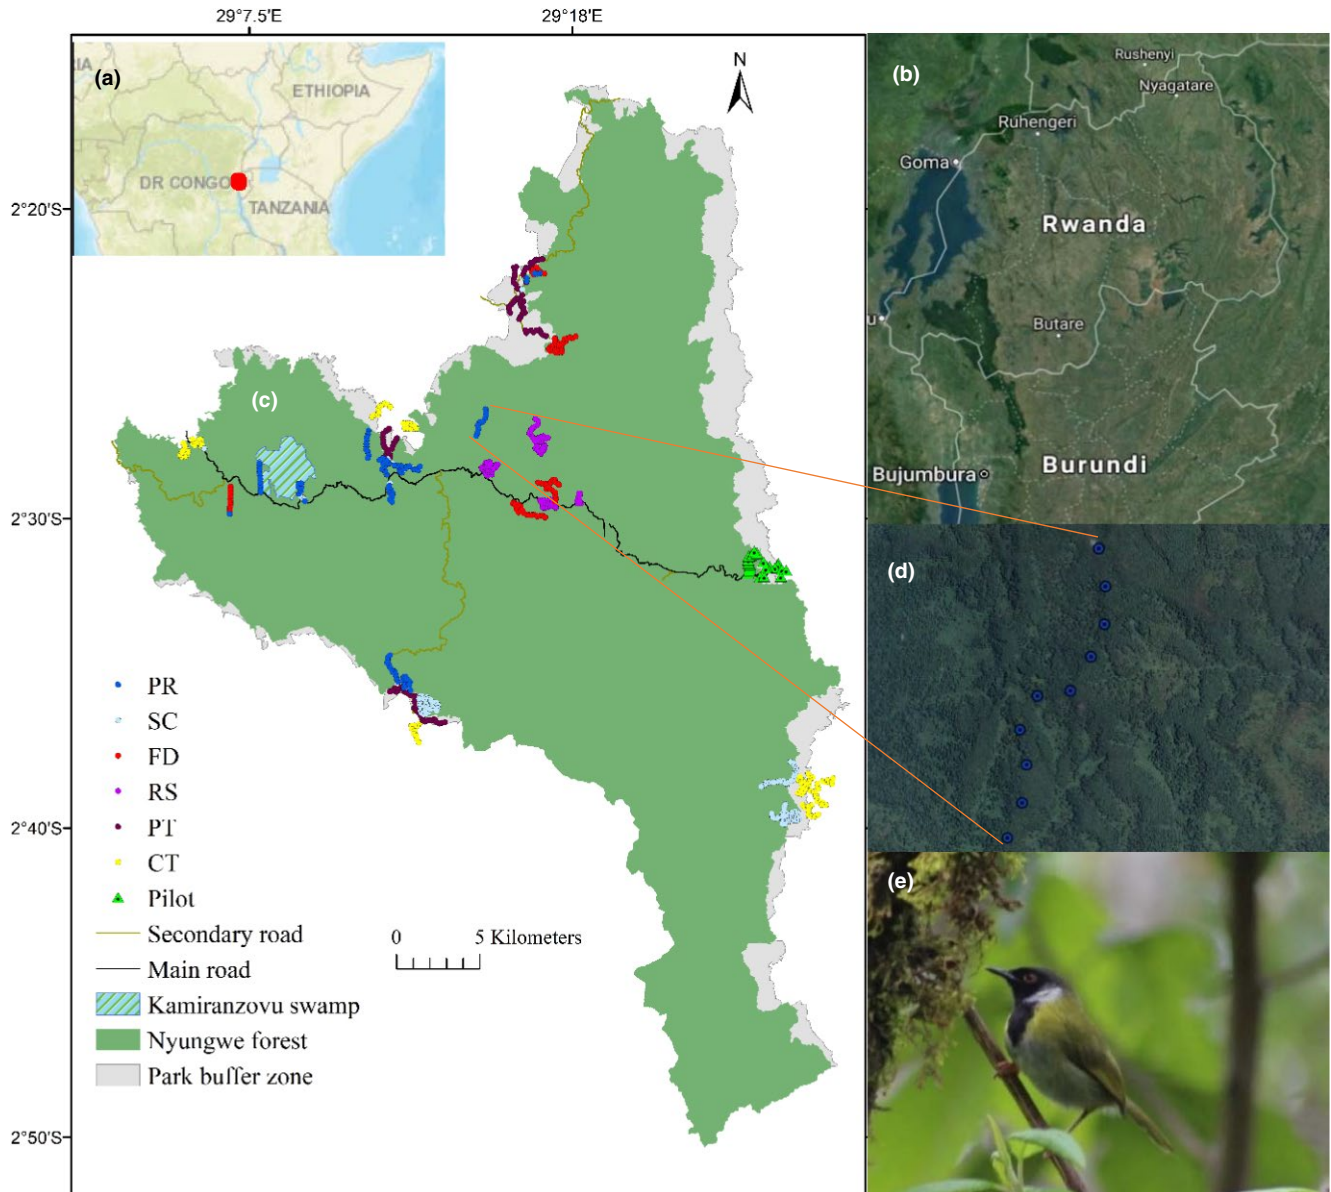 29°7.5'E
29°18'E
(a)
RIA
ETHIOPIA
DR CONGO
TANZANIA
N
(b)
Rushenyi
Nyagatare
Ruhengeri
Goma
Rwanda
u
Butare
Bujumbura
Burundi
2°20'S
(c)
2°30'S
(d)
PR
SC
FD
RS
PT
CT
Pilot
Secondary road
Main road
Kamiranzovu swamp
Nyungwe forest
Park buffer zone
0
5 Kilometers
2°40'S
(e)
2°50'S